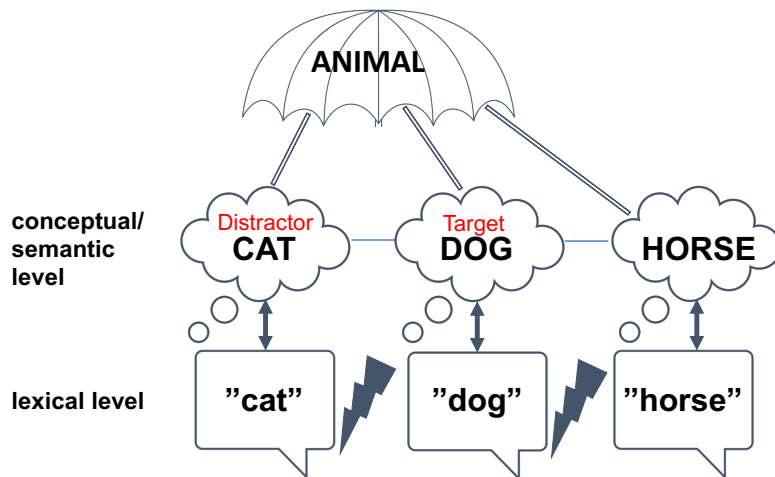 ANIMAL
conceptual/
semantic
level
Distractor
CAT
Target
DOG
HORSE
lexical level
”cat”
”dog”
”horse”